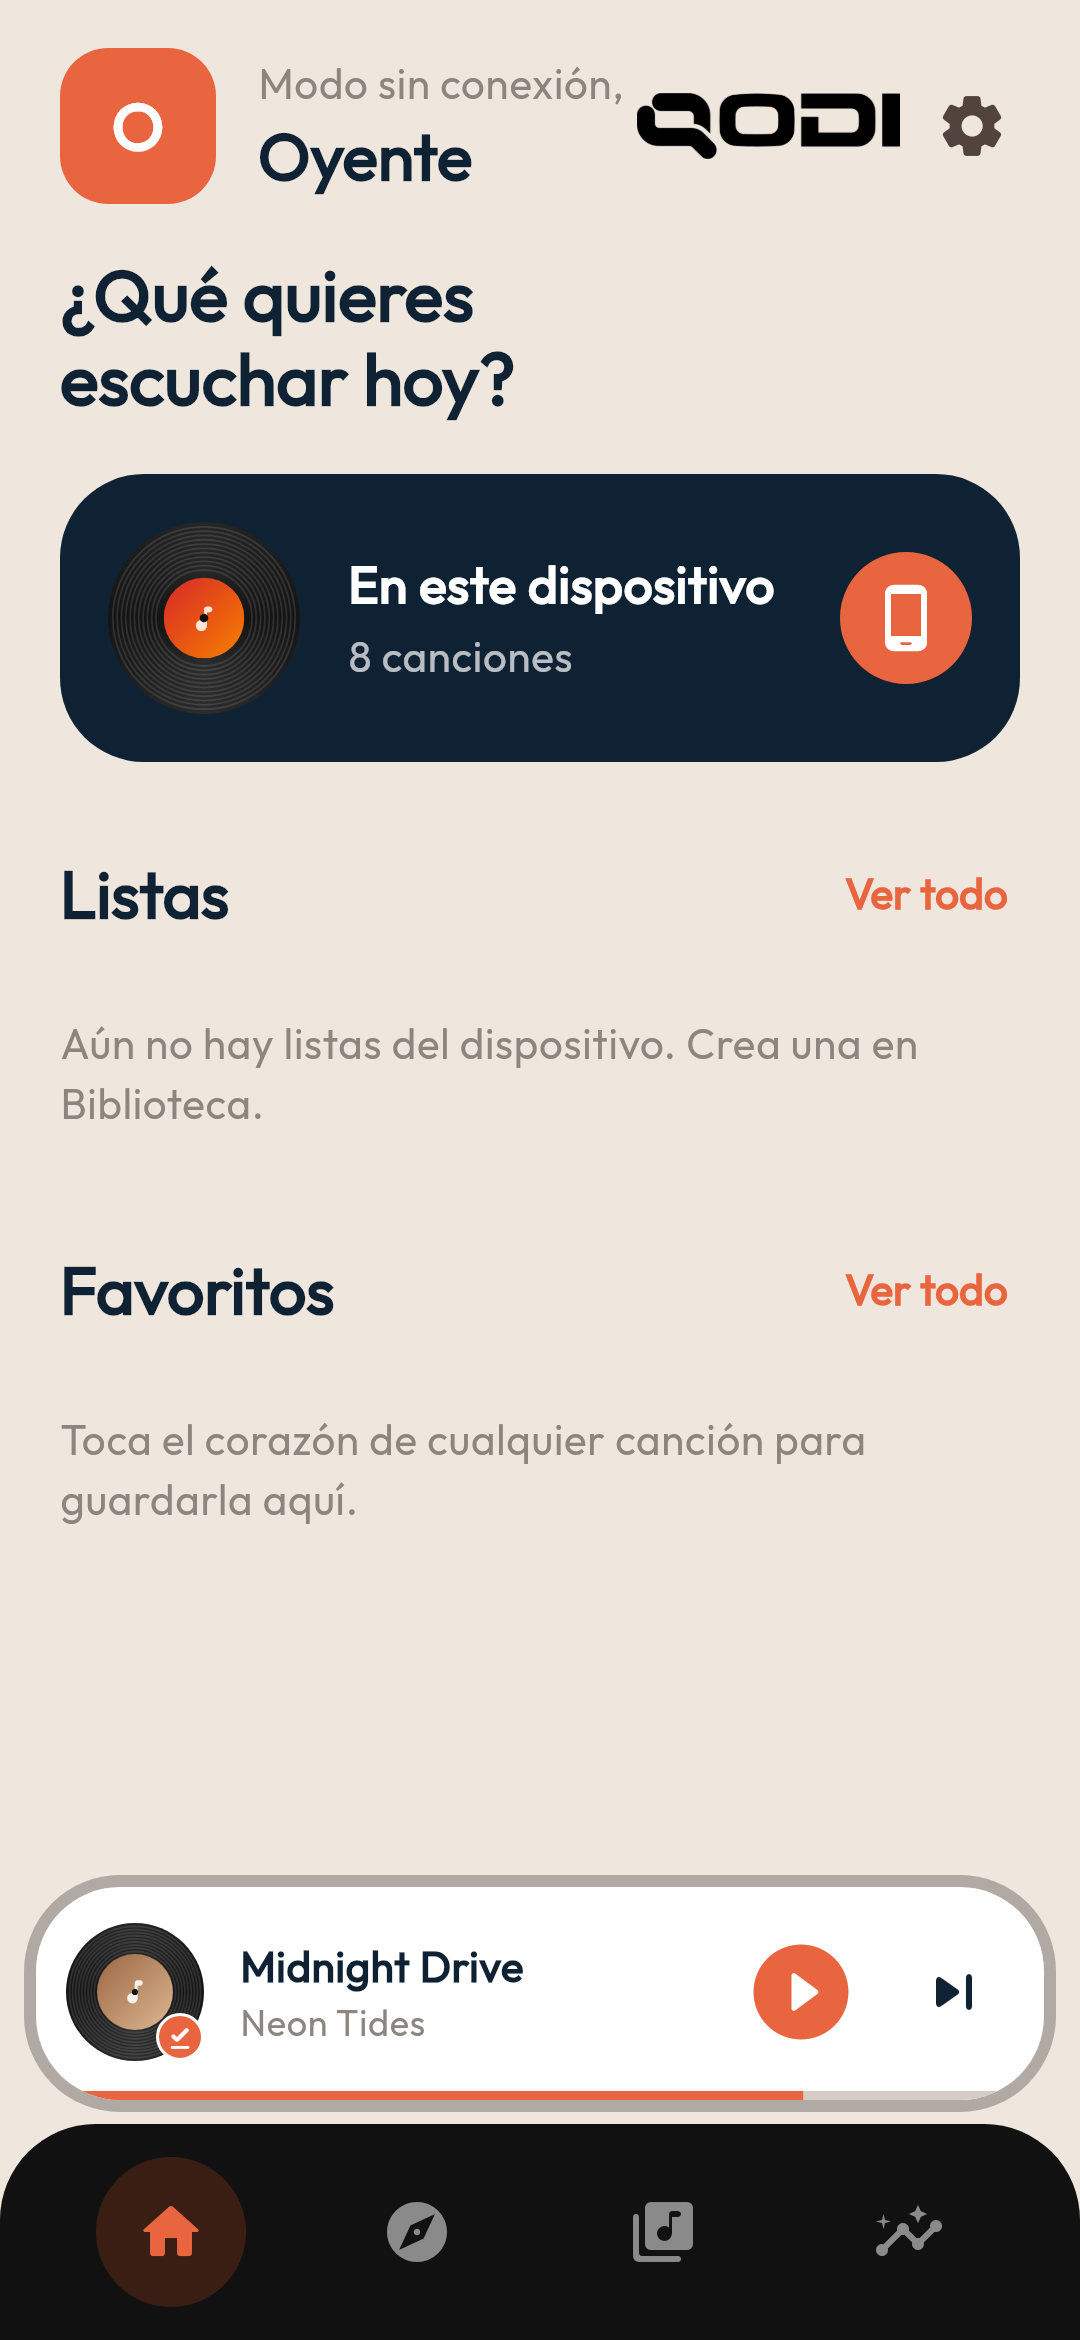 O
Modo sin conexión,
Oyente
QODI
¿Qué quieres
escuchar hoy?
En este dispositivo
8 canciones
Listas
Ver todo
Aún no hay listas del dispositivo. Crea una en
Biblioteca.
Favoritos
Ver todo
Toca el corazón de cualquier canción para
guardarla aquí.
Midnight Drive
Neon Tides